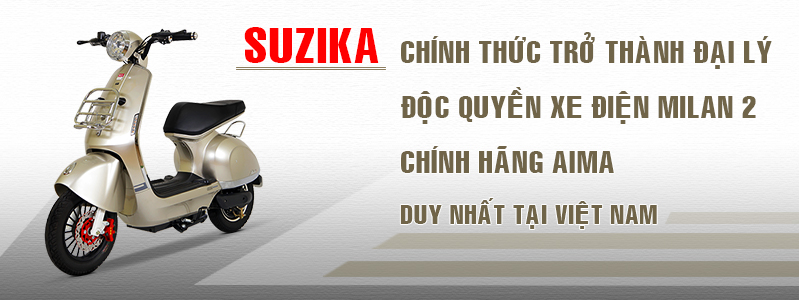 SUZIKA CHÍNH THỨC TRỞ THÀNH ĐẠI LÝ
ĐỘC QUYỀN XE ĐIỆN MILAN 2
CHÍNH HÃNG AIMA
DUY NHẤT TẠI VIỆT NAM